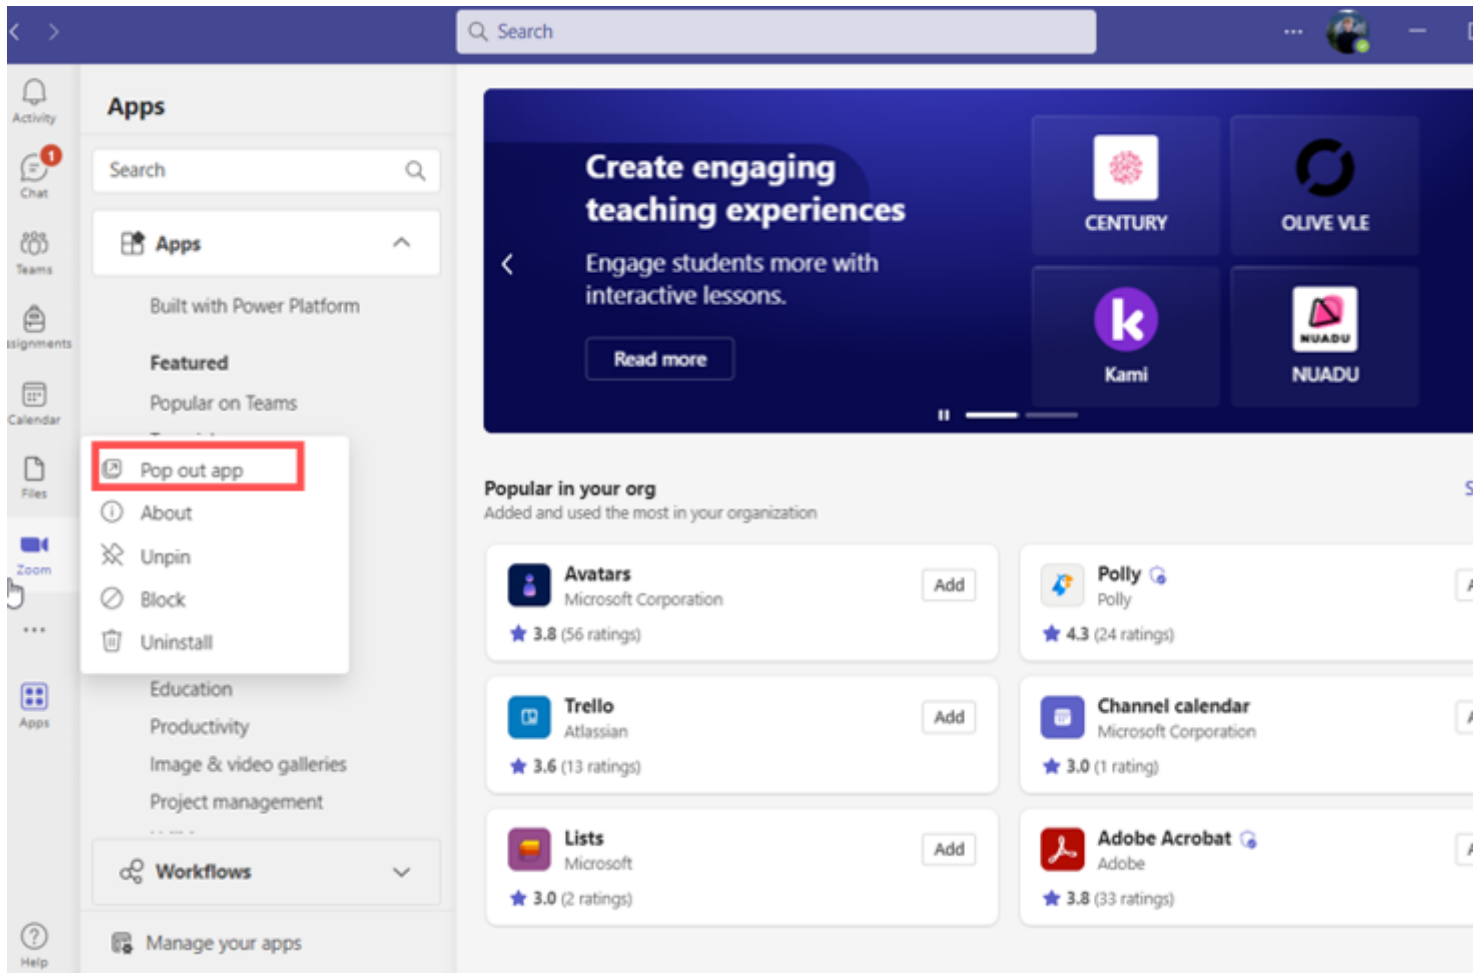 Search
Activity
1
Chat
Teams
ssignments
Calendar
Files
Zoom
Apps
Help
Apps
Search
Apps
Built with Power Platform
Featured
Popular on Teams
Pop out app
About
Unpin
Block
Uninstall
Education
Productivity
Image & video galleries
Project management
Workflows
Manage your apps
Create engaging
teaching experiences
Engage students more with
interactive lessons.
Read more
CENTURY
OLIVE VLE
Kami
NUADU
NUADU
Popular in your org
S
Added and used the most in your organization
Avatars
Microsoft Corporation
3.8 (56 ratings)
Add
Polly
Polly
4.3 (24 ratings)
A
Trello
Atlassian
3.6 (13 ratings)
Add
Channel calendar
Microsoft Corporation
3.0 (1 rating)
A
Lists
Microsoft
3.0 (2 ratings)
Add
Adobe Acrobat
Adobe
3.8 (33 ratings)
A